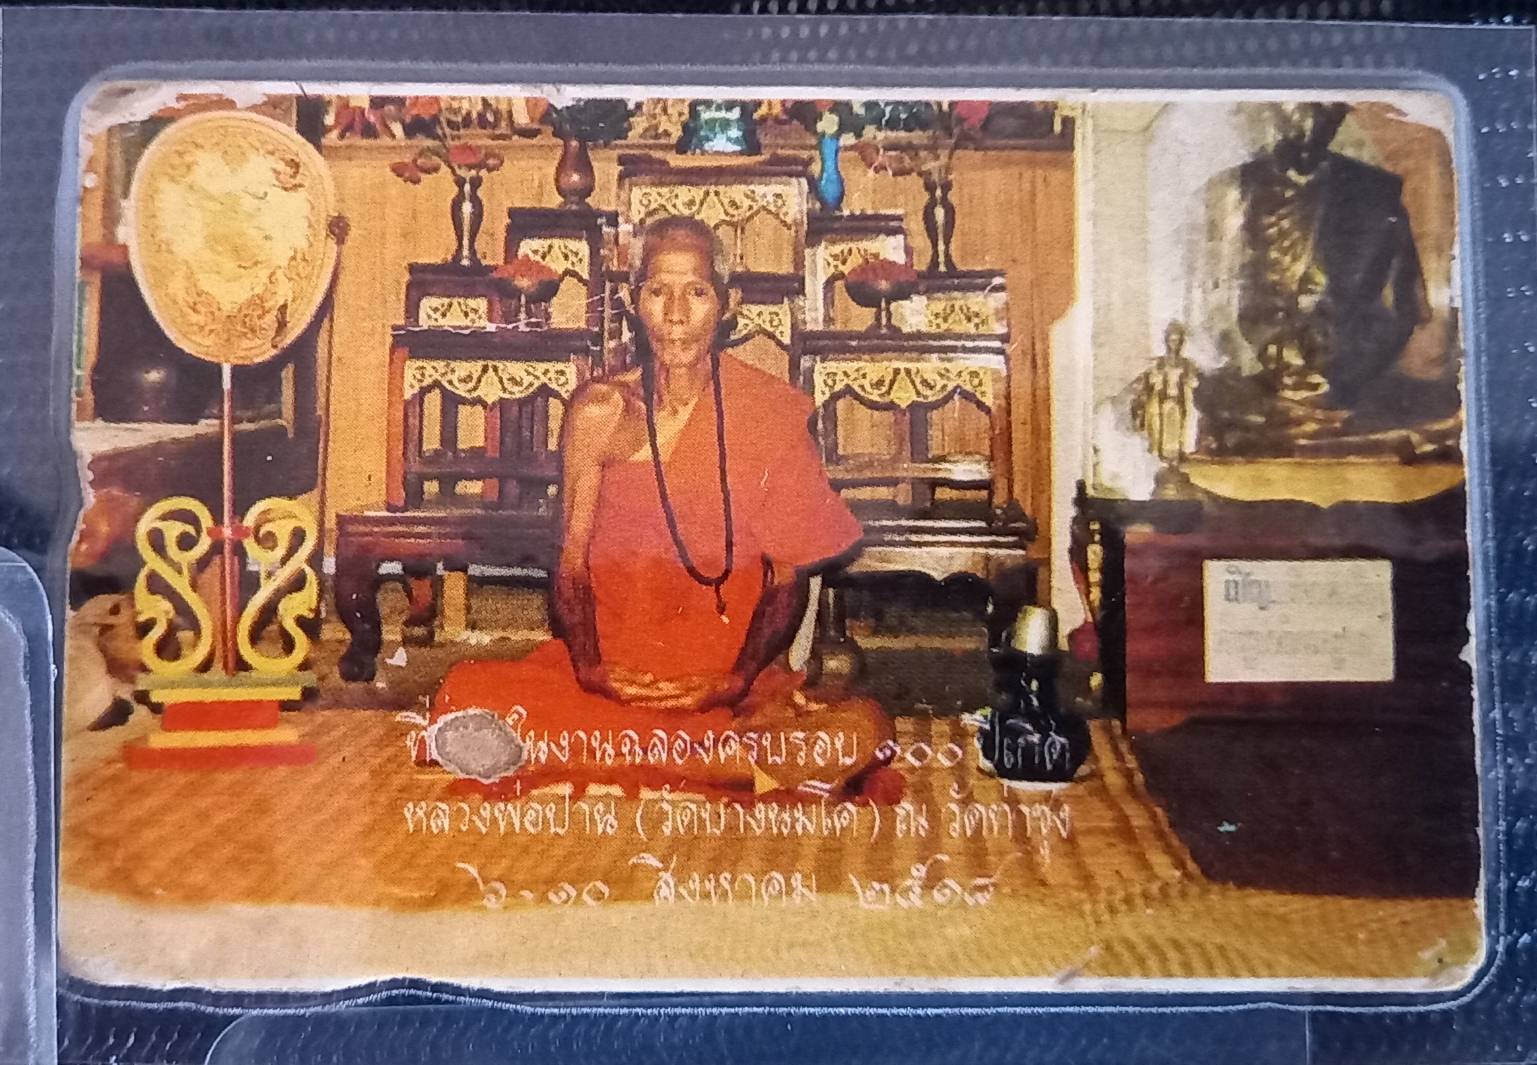 ในงานฉลองครบรอบ ๑๐๐ ปีเกิด
หลวงพ่อปาน (วัดบางนมโค) ณ วัดท่าซุง
๖-๑๐ สิงหาคม ๒๕๑๘